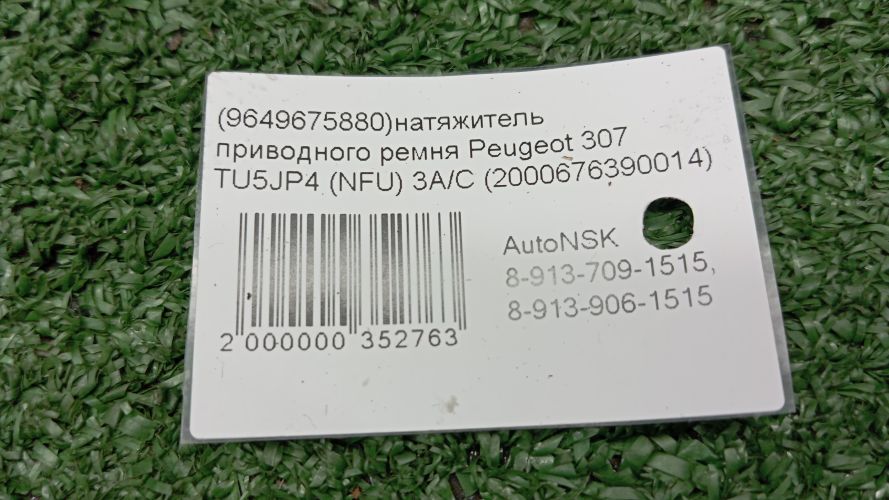 (9649675880)натяжитель
приводного ремня Peugeot 307
TU5JP4 (NFU) 3A/C (2000676390014)
AutoNSK
8-913-709-1515,
8-913-906-1515
2 000000 352763